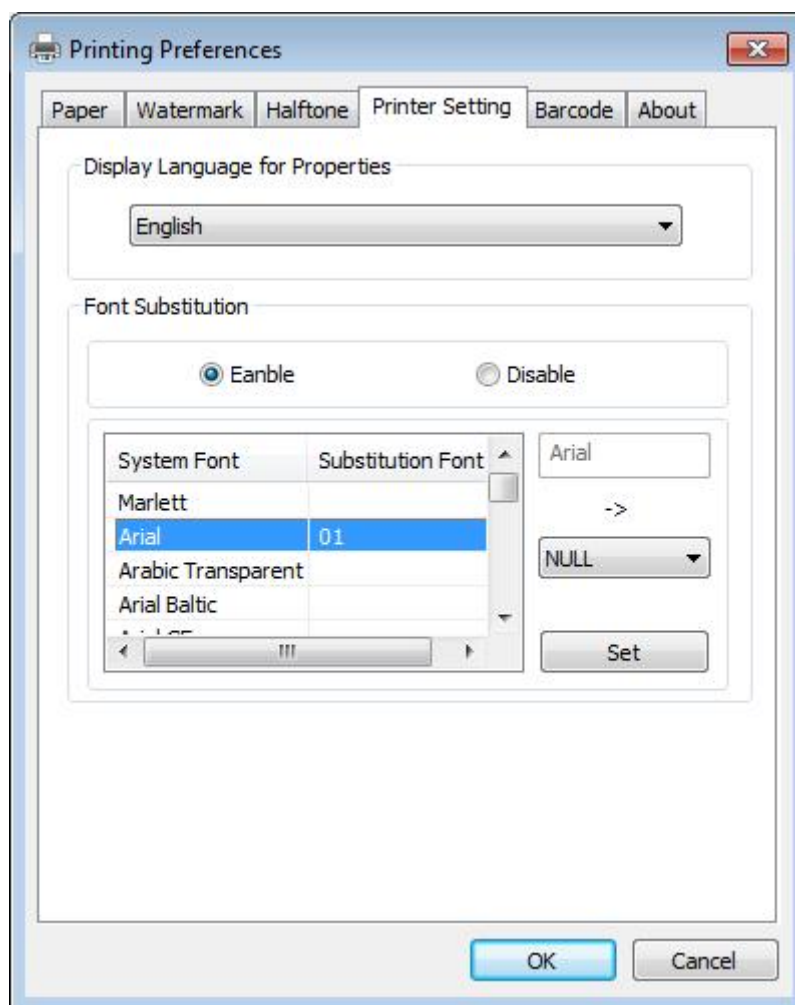 Printing Preferences
Paper Watermark Halftone Printer Setting Barcode About
Display Language for Properties
English
Font Substitution
Eanble Disable
System Font Substitution Font
Arial
Marlett
->
Arial 01
NULL
Arabic Transparent
Arial Baltic
Set
OK Cancel